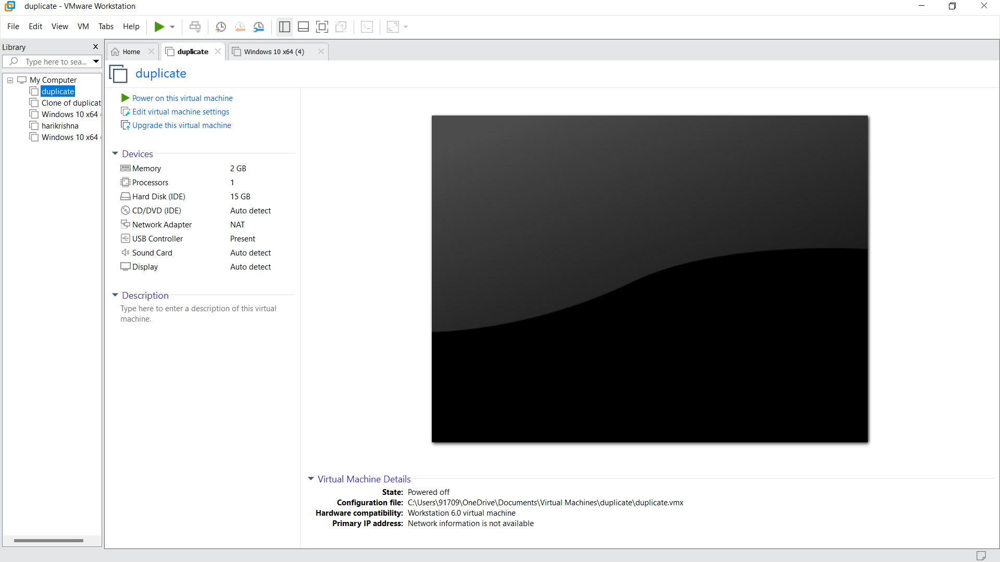 duplicate - VMware Workstation
File Edit View VM Tabs Help
Library
Type here to sea...
My Computer
duplicate
Clone of duplicat
Windows 10 x64
harikrishna
Windows 10 x64
Home
duplicate
Windows 10 x64 (4)
duplicate
Power on this virtual machine
Edit virtual machine settings
Upgrade this virtual machine
Devices
Memory 2 GB
Processors 1
Hard Disk (IDE) 15 GB
CD/DVD (IDE) Auto detect
Network Adapter NAT
USB Controller Present
Sound Card Auto detect
Display Auto detect
Description
Type here to enter a description of this virtual
machine.
Virtual Machine Details
State: Powered off
Configuration file: C:\Users\91709\OneDrive\Documents\Virtual Machines\duplicate\duplicate.vmx
Hardware compatibility: Workstation 6.0 virtual machine
Primary IP address: Network information is not available